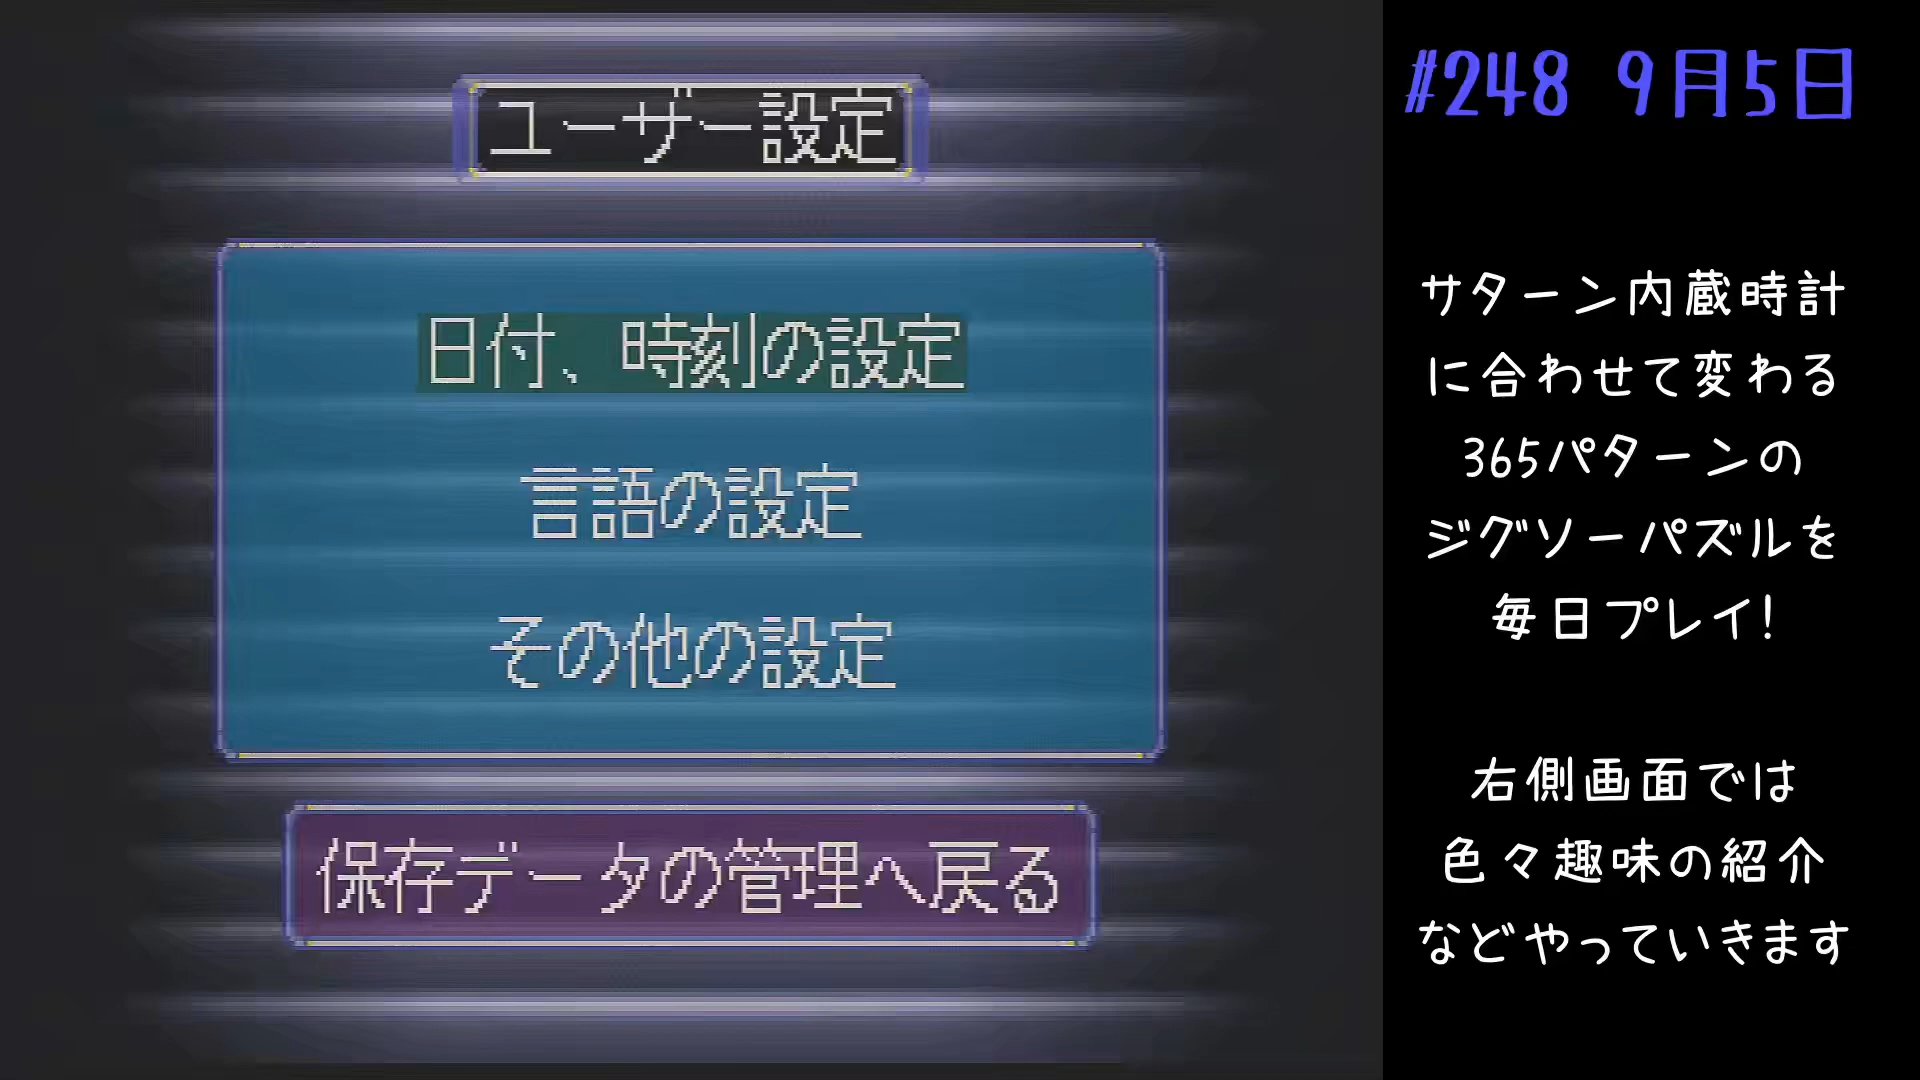 ユーザー設定
日付、時刻の設定
言語の設定
その他の設定
保存データの管理へ戻る
#248 9月5日
サターン内蔵時計
に合わせて変わる
365パターンの
ジグソーパズルを
毎日プレイ!
右側画面では
色々趣味の紹介
などやっていきます